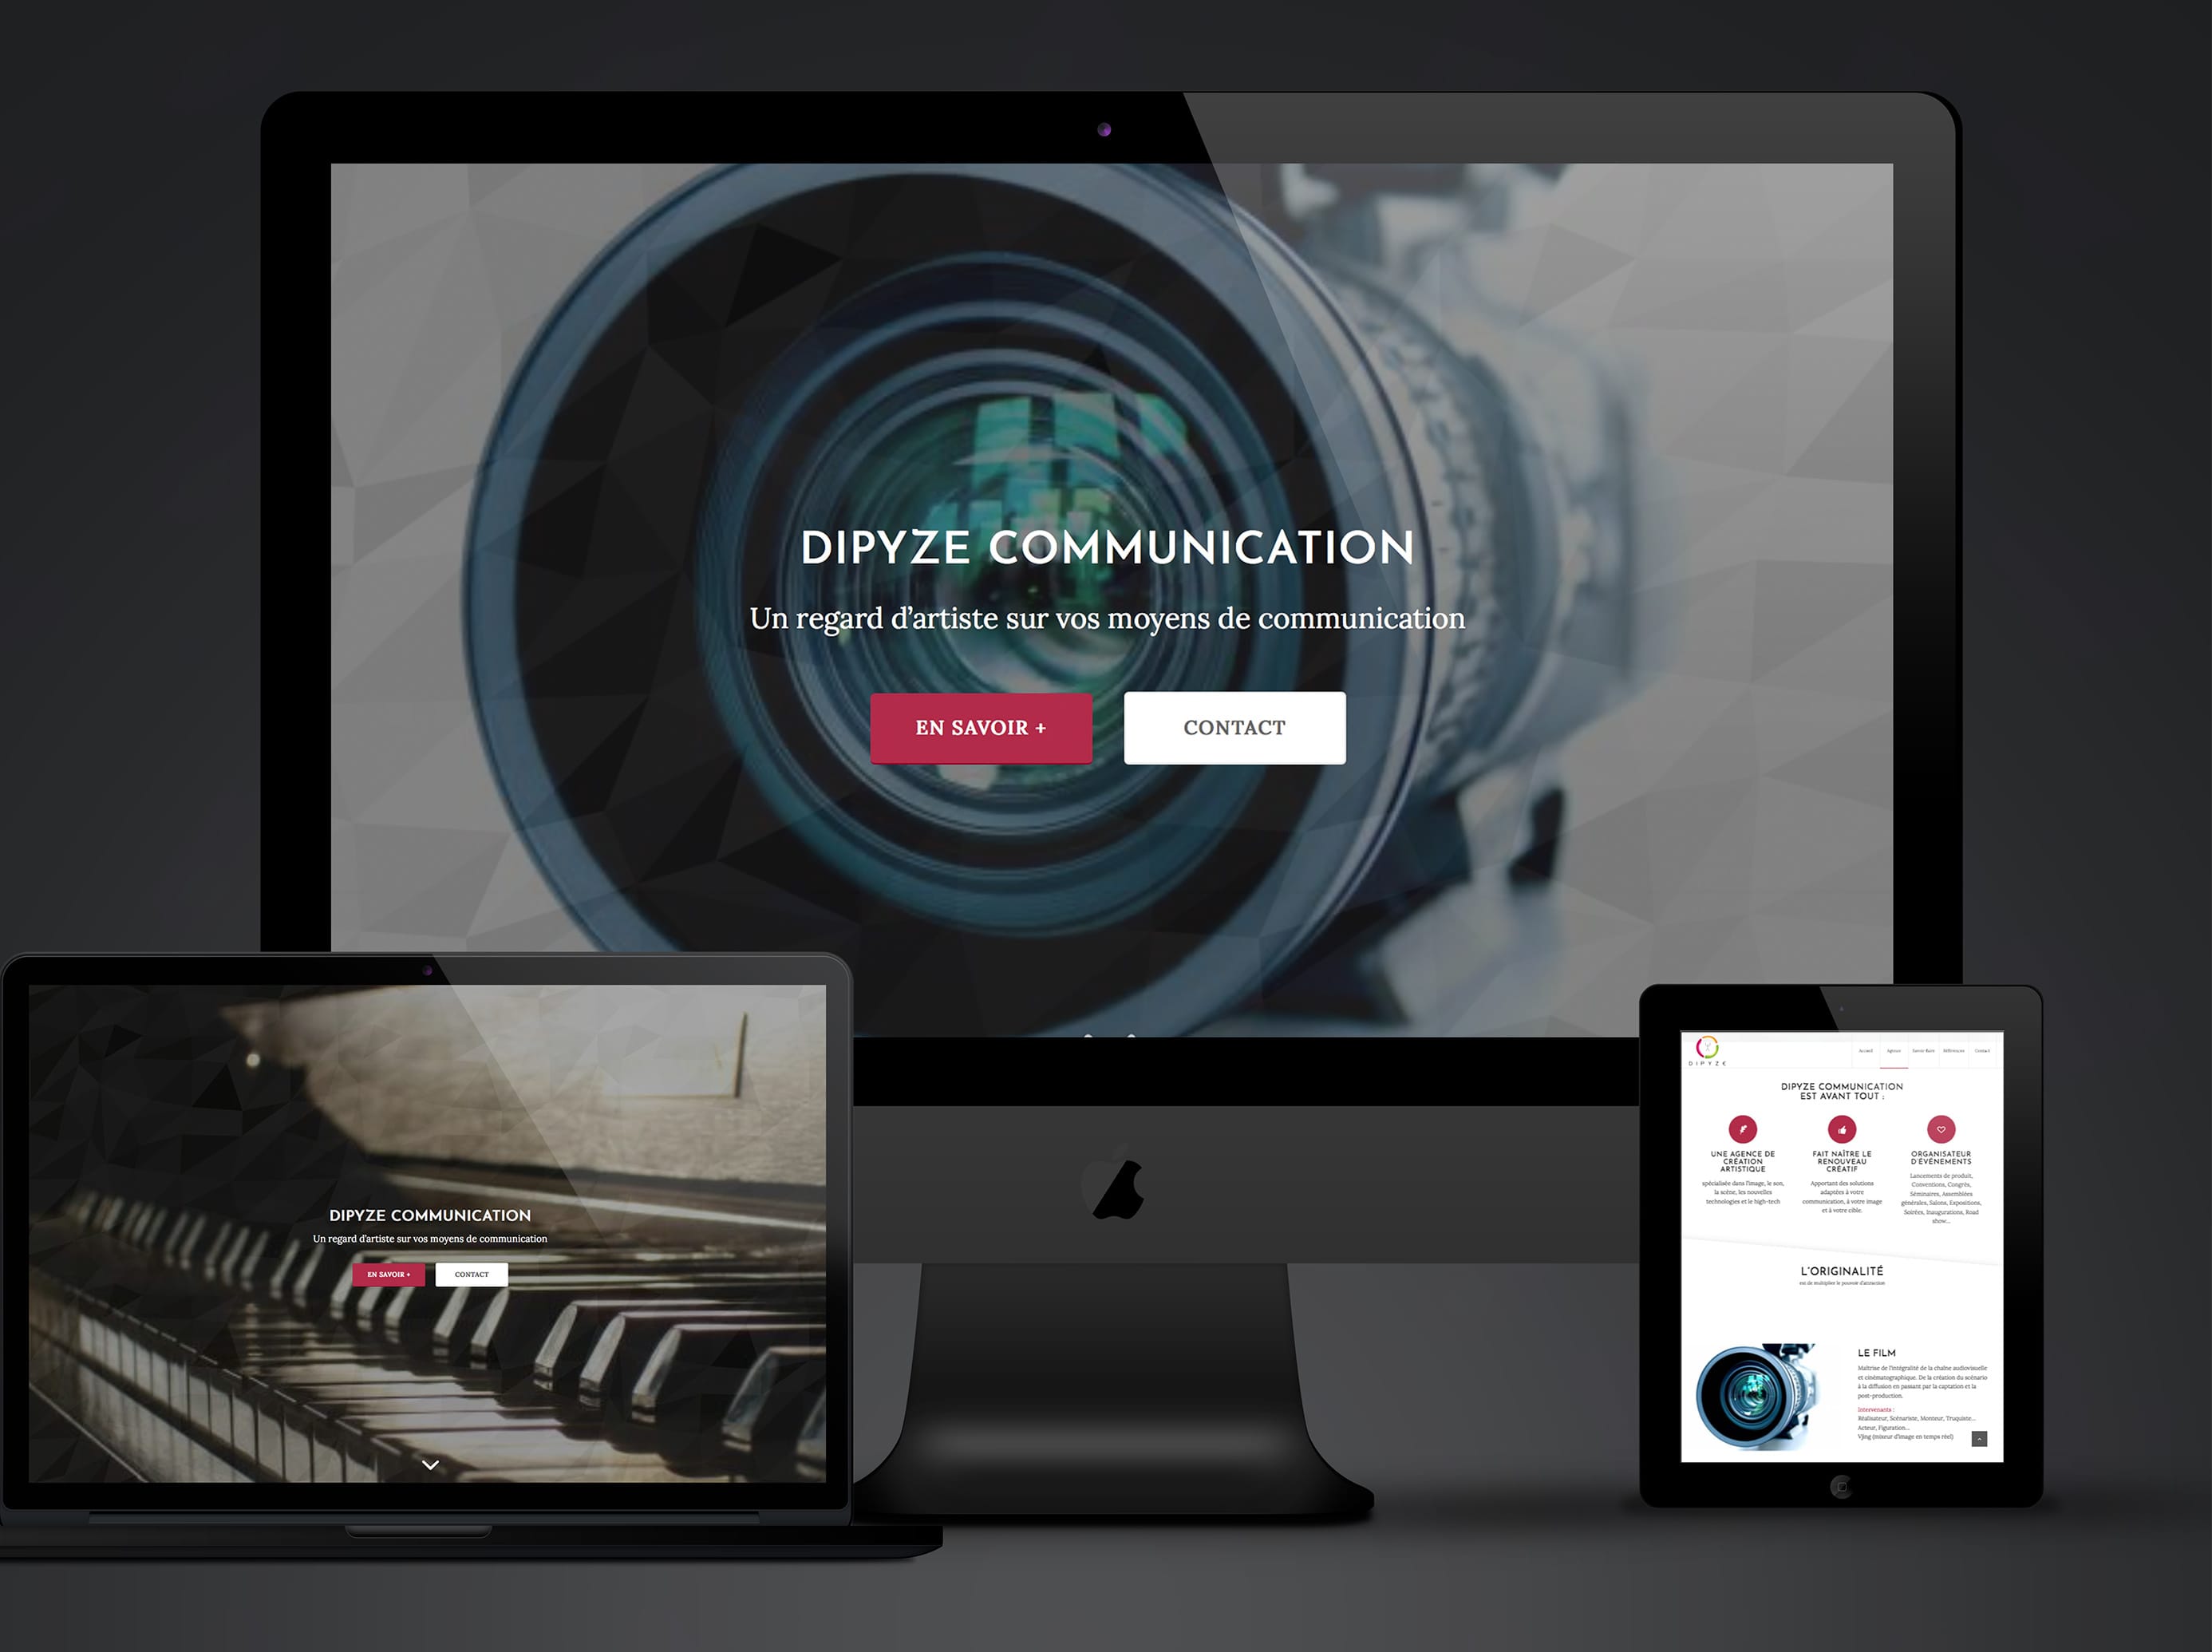 DIPYZE COMMUNICATION
Un regard d'artiste sur vos moyens de communication
EN SAVOIR +
CONTACT
DIPYZE COMMUNICATION
Un regard d'artiste sur vos moyens de communication
EN SAVOIR +
CONTACT
DIPYZE
Accueil Agence Savoir-faire Références Contact
DIPYZE COMMUNICATION
EST AVANT TOUT :
UNE AGENCE DE
CRÉATION
ARTISTIQUE
spécialisée dans l'image, le son,
la scène, les nouvelles
technologies et le high-tech
FAIT NAÎTRE LE
RENOUVEAU
CRÉATIF
Apportant des solutions
adaptées à votre
communication, à votre image
et à votre cible.
ORGANISATEUR
D'ÉVÉNEMENTS
Lancements de produit,
Conventions, Congrès,
Séminaires, Assemblées
générales, Salons, Expositions,
Soirées, Inaugurations, Road
show...
L'ORIGINALITÉ
est de multiplier le pouvoir d'attraction
LE FILM
Maîtrise de l'intégralité de la chaîne audiovisuelle
et cinématographique. De la création du scénario
à la diffusion en passant par la captation et la
post-production.
Intervenants :
Réalisateur, Scénariste, Monteur, Truquiste...
Acteur, Figuration...
Vjing (mixeur d'image en temps réel)